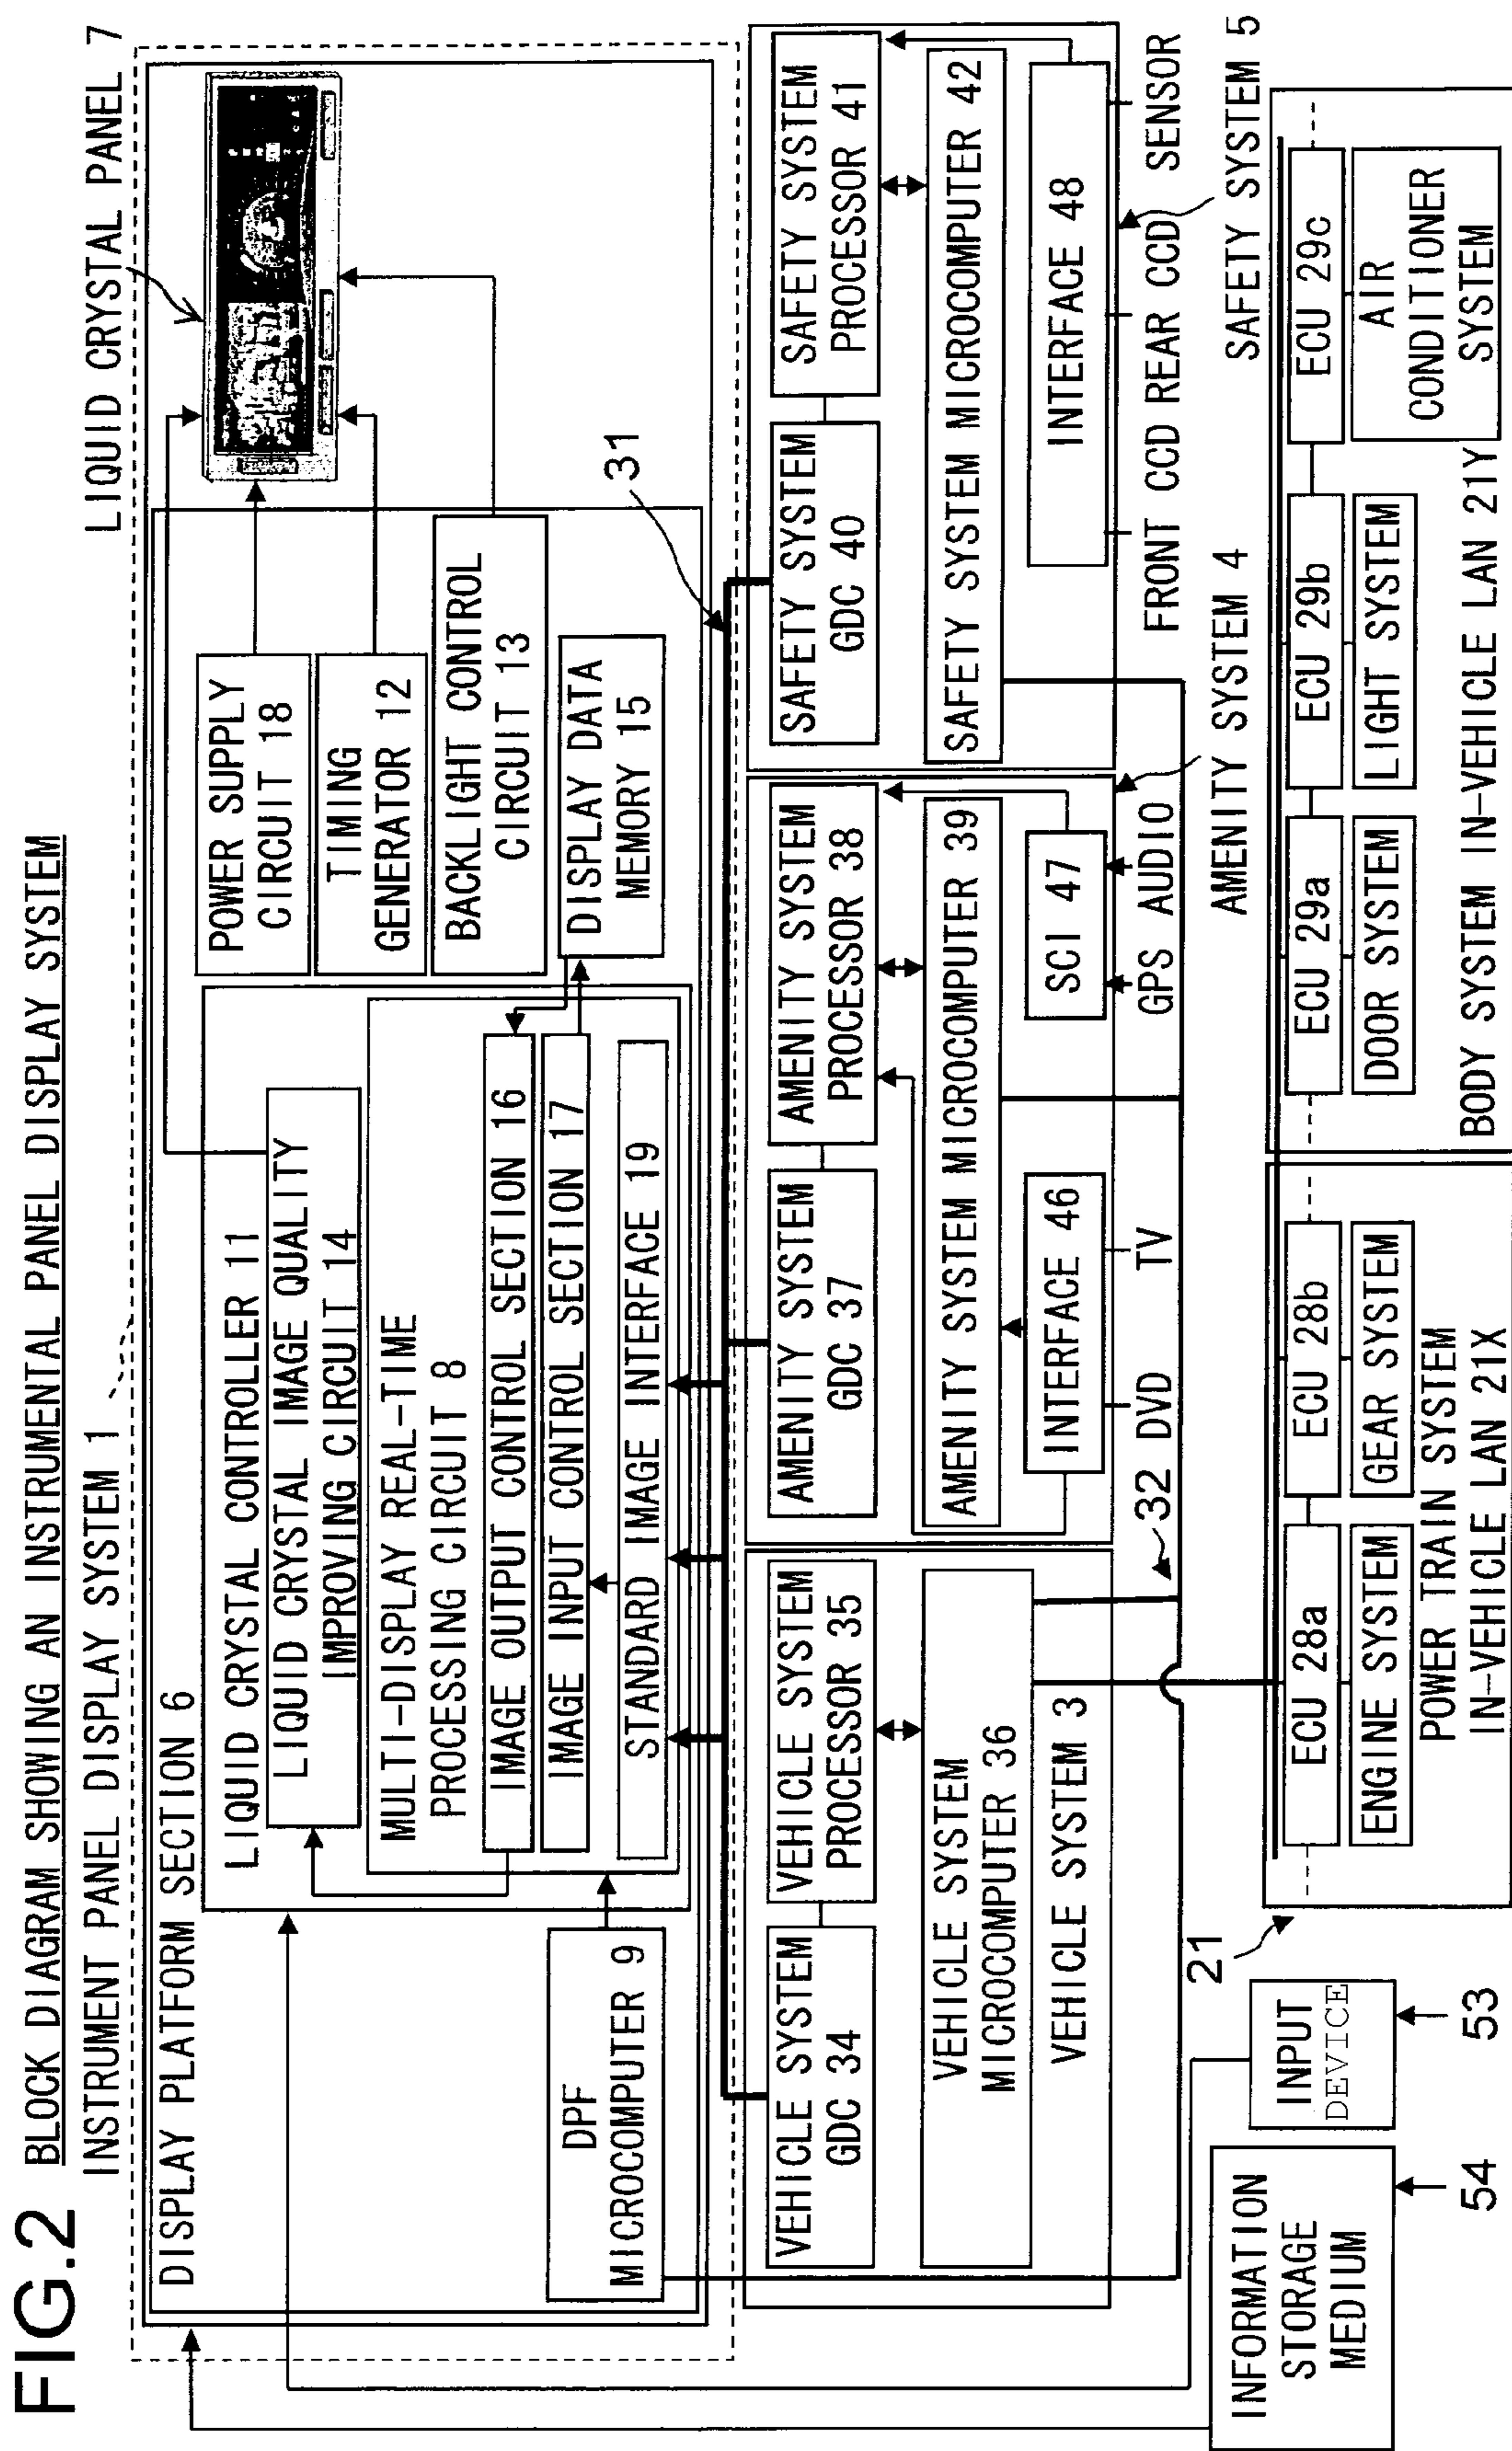 FIG.2
BLOCK DIAGRAM SHOWING AN INSTRUMENTAL PANEL DISPLAY SYSTEM
INSTRUMENT PANEL DISPLAY SYSTEM 1
LIQUID CRYSTAL PANEL 7
DISPLAY PLATFORM SECTION 6
LIQUID CRYSTAL CONTROLLER 11
LIQUID CRYSTAL IMAGE QUALITY
IMPROVING CIRCUIT 14
MULTI-DISPLAY REAL-TIME
PROCESSING CIRCUIT 8
IMAGE OUTPUT CONTROL SECTION 16
IMAGE INPUT CONTROL SECTION 17
STANDARD IMAGE INTERFACE 19
POWER SUPPLY
CIRCUIT 18
TIMING
GENERATOR 12
BACKLIGHT CONTROL
CIRCUIT 13
DISPLAY DATA
MEMORY 15
DPF
MICROCOMPUTER 9
31
VEHICLE SYSTEM
GDC 34
VEHICLE SYSTEM
PROCESSOR 35
VEHICLE SYSTEM
MICROCOMPUTER 36
VEHICLE SYSTEM 3
AMENITY SYSTEM
GDC 37
AMENITY SYSTEM
PROCESSOR 38
AMENITY SYSTEM MICROCOMPUTER 39
INTERFACE 46
SCI 47
DVD
TV
GPS
AUDIO
AMENITY SYSTEM 4
SAFETY SYSTEM
GDC 40
SAFETY SYSTEM
PROCESSOR 41
SAFETY SYSTEM MICROCOMPUTER 42
INTERFACE 48
FRONT CCD
REAR CCD
SENSOR
SAFETY SYSTEM 5
32
21
ECU 28a
ECU 28b
ENGINE SYSTEM
GEAR SYSTEM
POWER TRAIN SYSTEM
IN-VEHICLE LAN 21X
ECU 29a
ECU 29b
ECU 29c
DOOR SYSTEM
LIGHT SYSTEM
AIR
CONDITIONER
SYSTEM
BODY SYSTEM IN-VEHICLE LAN 21Y
INPUT
DEVICE
53
INFORMATION
STORAGE
MEDIUM
54